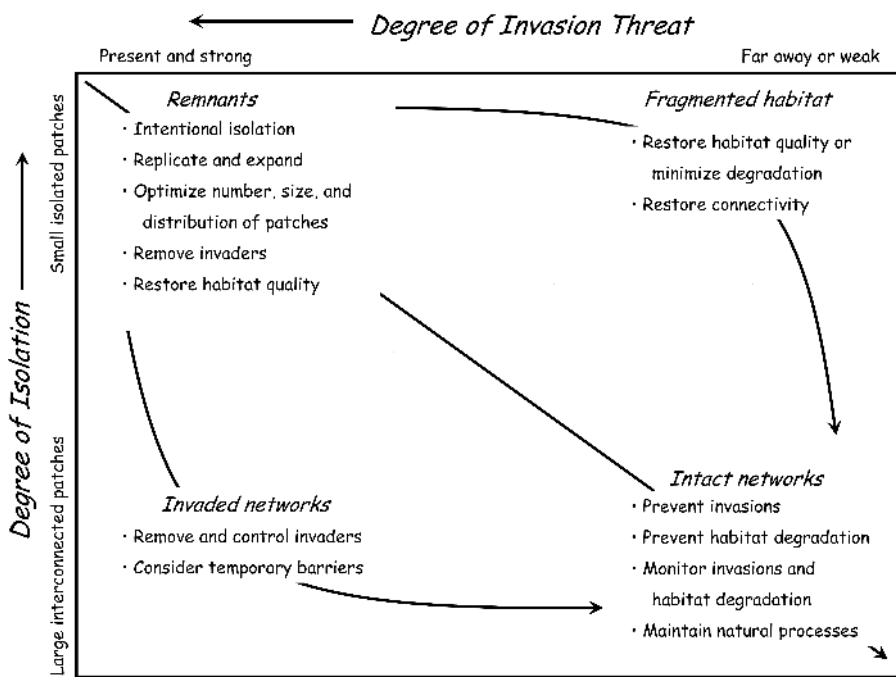 Degree of Invasion Threat
Present and strong
Far away or weak
Degree of Isolation
Small isolated patches
Large interconnected patches
Remnants
· Intentional isolation
· Replicate and expand
· Optimize number, size, and
distribution of patches
· Remove invaders
· Restore habitat quality
Fragmented habitat
· Restore habitat quality or
minimize degradation
· Restore connectivity
Invaded networks
· Remove and control invaders
· Consider temporary barriers
Intact networks
· Prevent invasions
· Prevent habitat degradation
· Monitor invasions and
habitat degradation
· Maintain natural processes